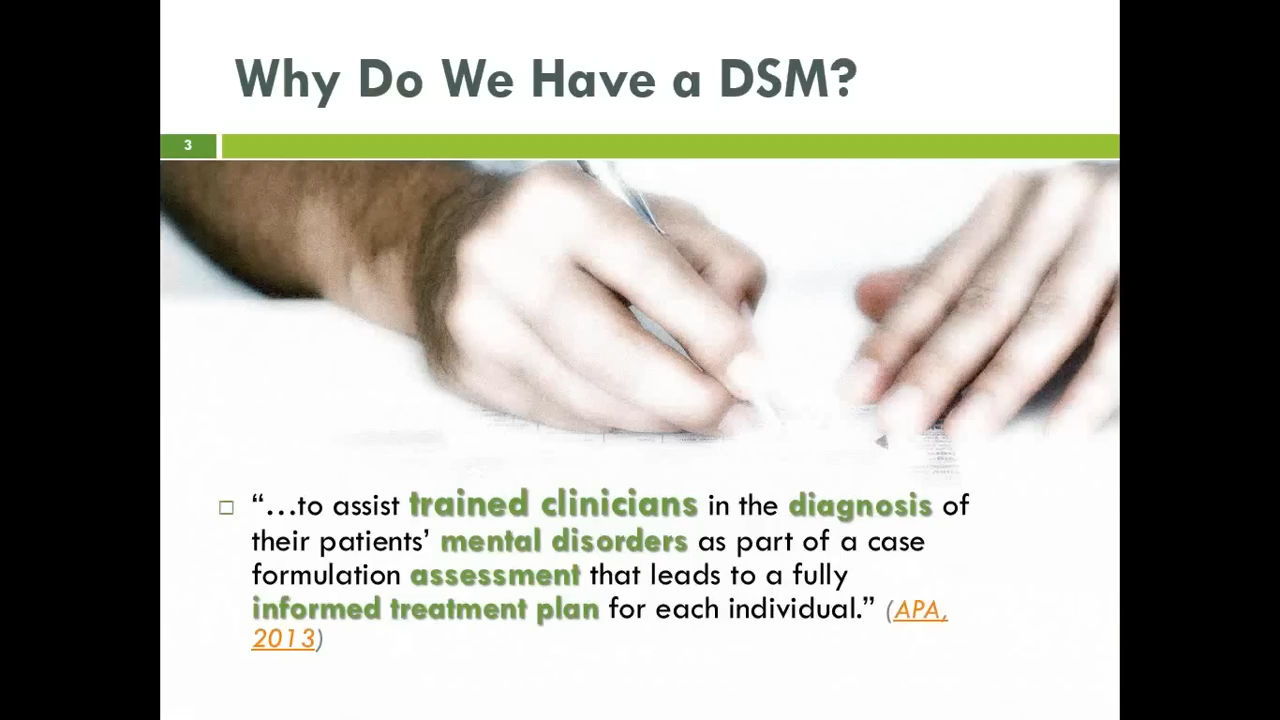 Why Do We Have a DSM?
3
□ “…to assist trained clinicians in the diagnosis of
their patients’ mental disorders as part of a case
formulation assessment that leads to a fully
informed treatment plan for each individual.” (APA,
2013)